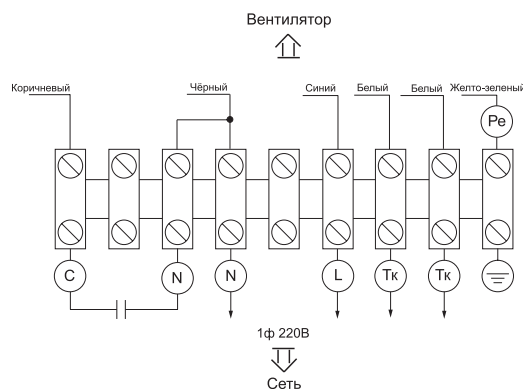 Вентилятор
Коричневый Чёрный Синий Белый Белый Желто-зеленый
Pe
C N N L Тк Тк
1ф 220В
Сеть